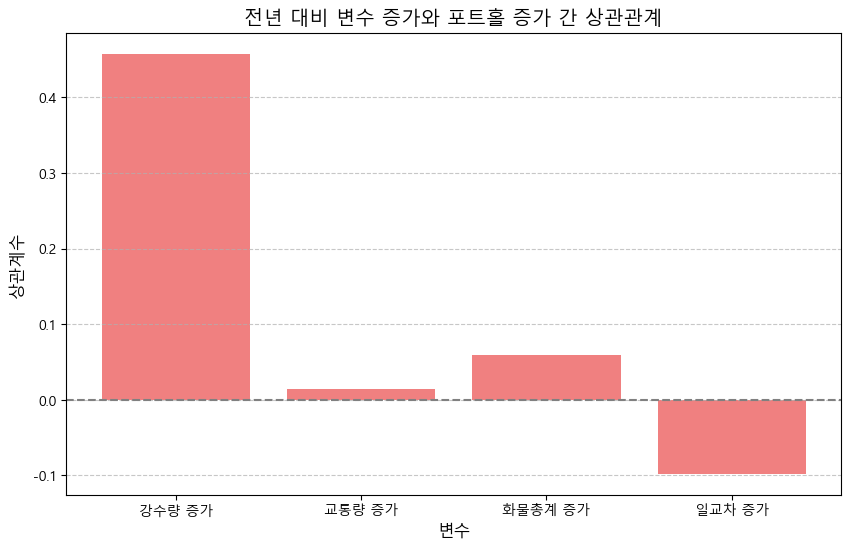 전년 대비 변수 증가와 포트홀 증가 간 상관관계
상관계수
0.4
0.3
0.2
0.1
0.0
-0.1
강수량 증가 교통량 증가 화물총계 증가 일교차 증가
변수